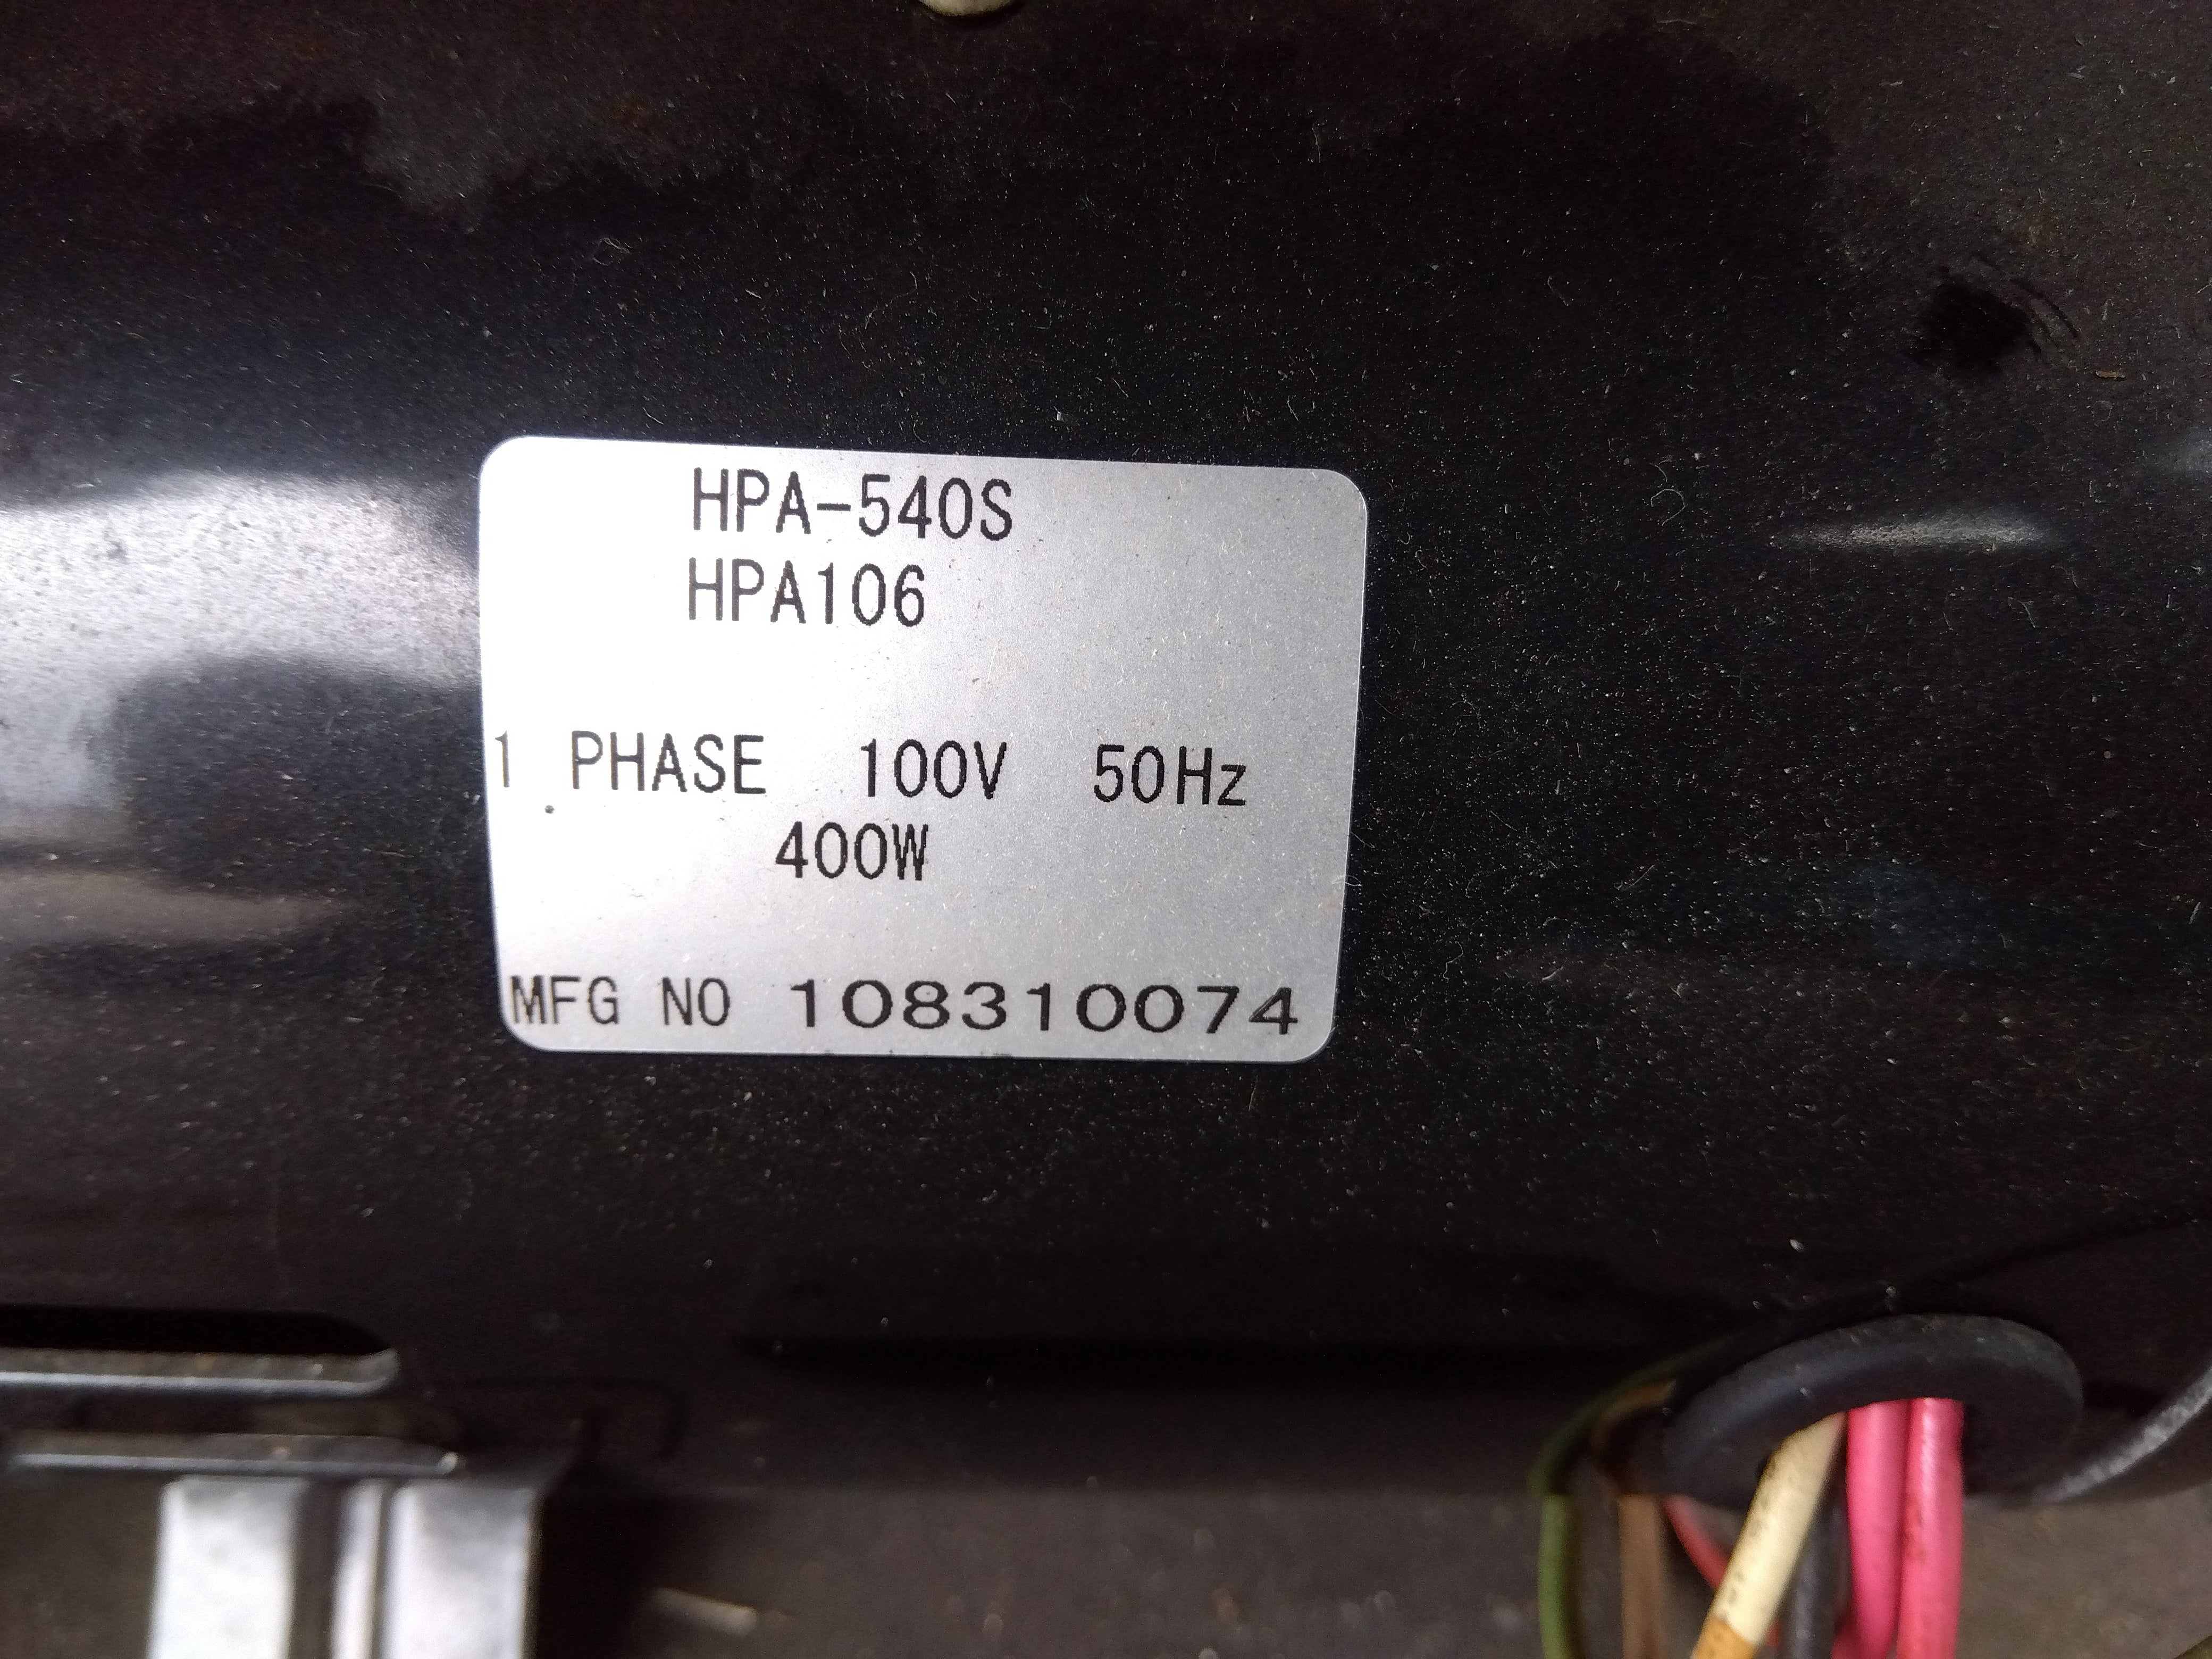 HPA-540S
HPA106
1 PHASE 100V 50Hz
400W
MFG NO 108310074